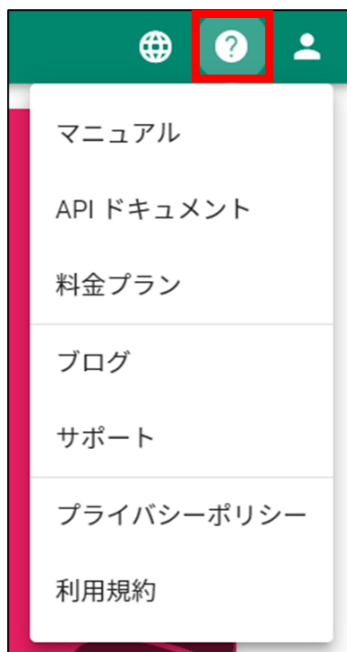 マニュアル
API ドキュメント
料金プラン
ブログ
サポート
プライバシーポリシー
利用規約